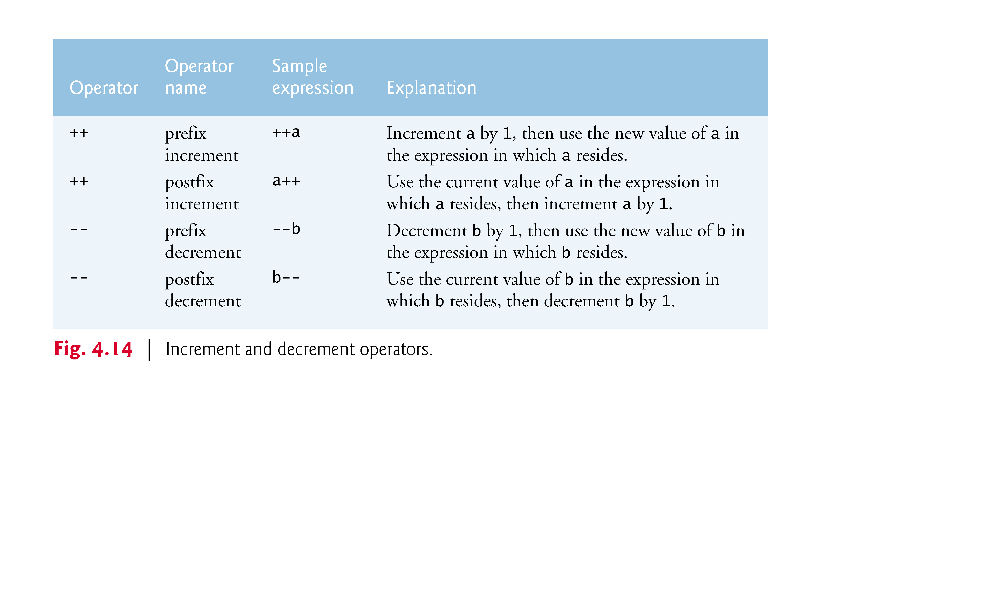 Operator Operator name Sample expression Explanation
++ prefix increment ++a Increment a by 1, then use the new value of a in
the expression in which a resides.
++ postfix increment a++ Use the current value of a in the expression in
which a resides, then increment a by 1.
-- prefix decrement --b Decrement b by 1, then use the new value of b in
the expression in which b resides.
-- postfix decrement b-- Use the current value of b in the expression in
which b resides, then decrement b by 1.
Fig. 4.14 | Increment and decrement operators.